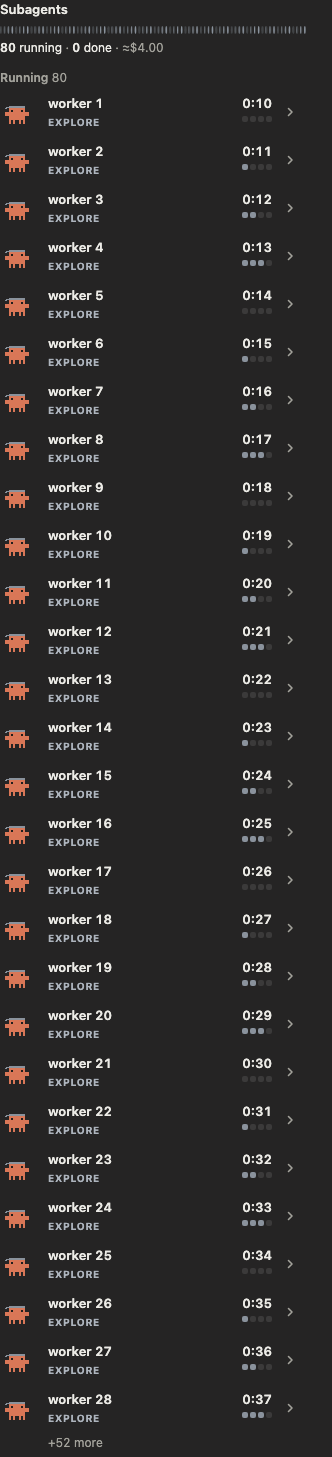 Subagents
80 running · 0 done · ≈$4.00
Running 80
worker 1 0:10
EXPLORE
worker 2 0:11
EXPLORE
worker 3 0:12
EXPLORE
worker 4 0:13
EXPLORE
worker 5 0:14
EXPLORE
worker 6 0:15
EXPLORE
worker 7 0:16
EXPLORE
worker 8 0:17
EXPLORE
worker 9 0:18
EXPLORE
worker 10 0:19
EXPLORE
worker 11 0:20
EXPLORE
worker 12 0:21
EXPLORE
worker 13 0:22
EXPLORE
worker 14 0:23
EXPLORE
worker 15 0:24
EXPLORE
worker 16 0:25
EXPLORE
worker 17 0:26
EXPLORE
worker 18 0:27
EXPLORE
worker 19 0:28
EXPLORE
worker 20 0:29
EXPLORE
worker 21 0:30
EXPLORE
worker 22 0:31
EXPLORE
worker 23 0:32
EXPLORE
worker 24 0:33
EXPLORE
worker 25 0:34
EXPLORE
worker 26 0:35
EXPLORE
worker 27 0:36
EXPLORE
worker 28 0:37
EXPLORE
+52 more